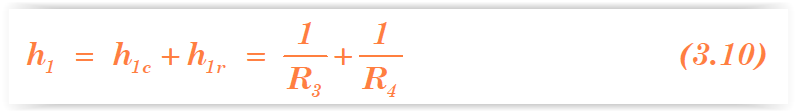 h₁ = h₁c + h₁r = 1/R₃ + 1/R₄ (3.10)